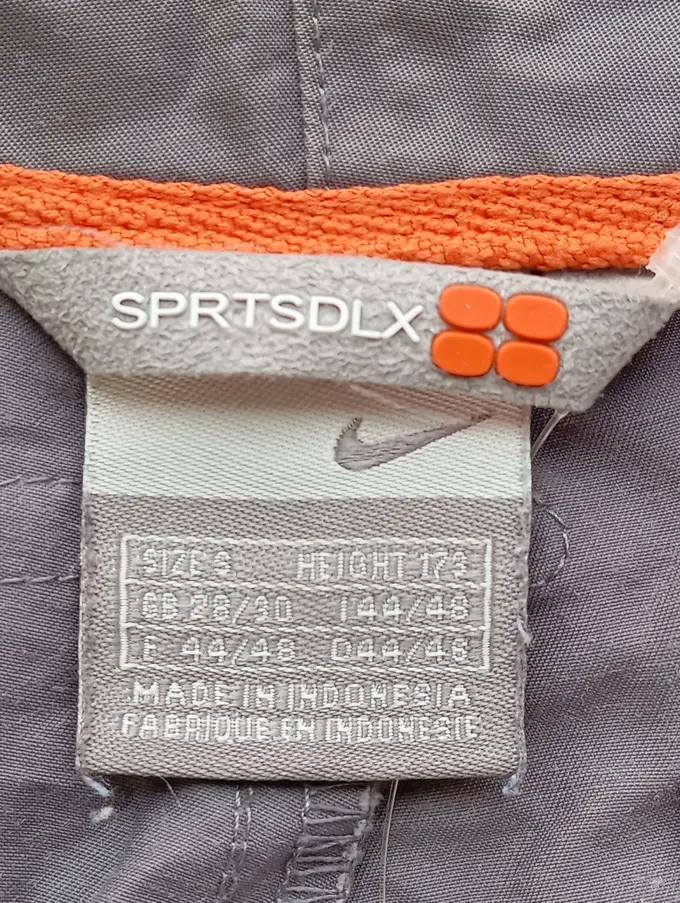 SPRTSDLX
SIZE S HEIGHT 173
GB 28/30 I 44/48
F 44/48 D 44/48
MADE IN INDONESIA
FABRIQUE EN INDONESIE